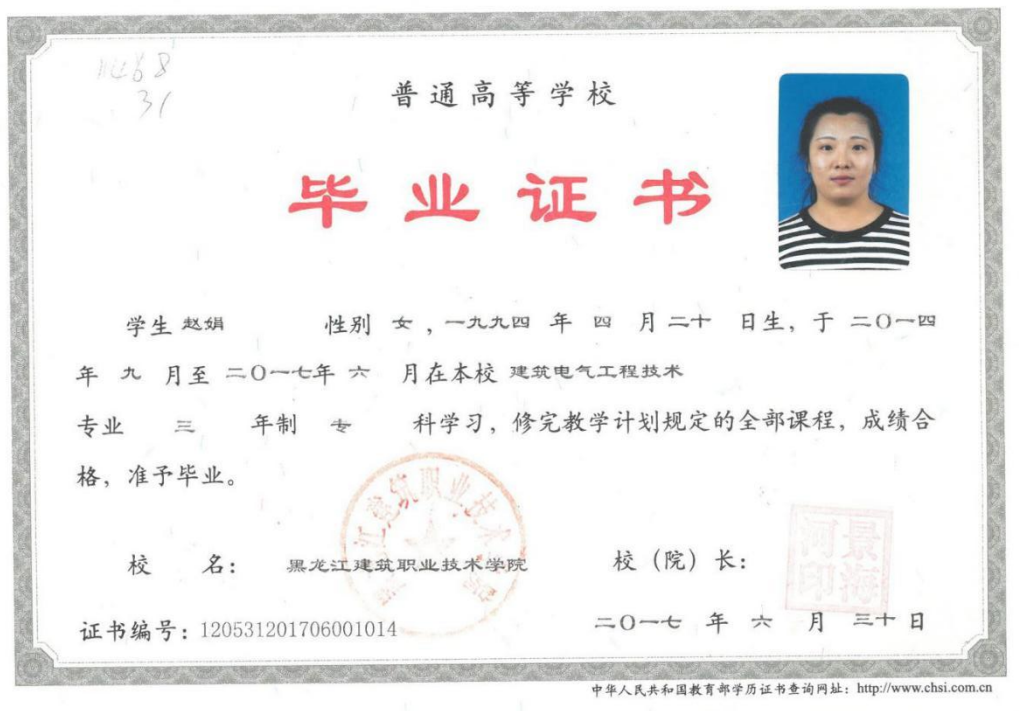 31
普通高等学校
毕业证书
学生 赵娟 性别 女 ,一九九四 年 四 月 二十 日生, 于 二〇一四
年 九 月至 二〇一七年 六 月在本校 建筑电气工程技术
专业 三 年制 专 科学习, 修完教学计划规定的全部课程, 成绩合
格, 准予毕业。
校 名: 黑龙江建筑职业技术学院
校(院)长:
景海河印
证书编号: 120531201706001014
二〇一七 年 六 月 三十 日
中华人民共和国教育部学历证书查询网址: http://www.chsi.com.cn